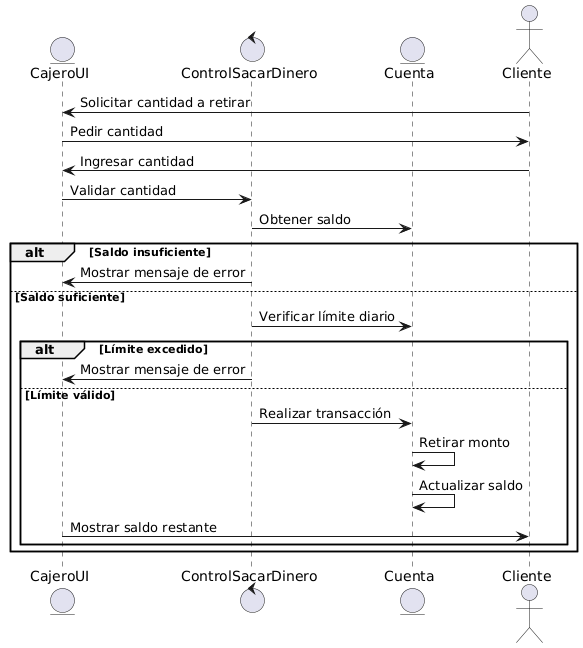 CajeroUI
ControlSacarDinero
Cuenta
Cliente
Solicitar cantidad a retirar
Pedir cantidad
Ingresar cantidad
Validar cantidad
Obtener saldo
alt [Saldo insuficiente]
Mostrar mensaje de error
[Saldo suficiente]
Verificar límite diario
alt [Límite excedido]
Mostrar mensaje de error
[Límite válido]
Realizar transacción
Retirar monto
Actualizar saldo
Mostrar saldo restante
CajeroUI
ControlSacarDinero
Cuenta
Cliente